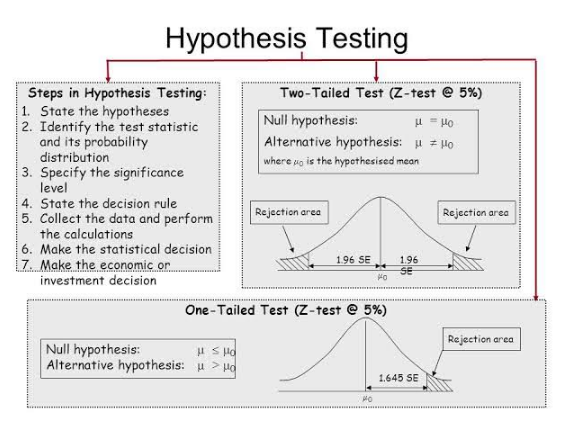 Hypothesis Testing
Steps in Hypothesis Testing:
1. State the hypotheses
2. Identify the test statistic
and its probability
distribution
3. Specify the significance
level
4. State the decision rule
5. Collect the data and perform
the calculations
6. Make the statistical decision
7. Make the economic or
investment decision
Two-Tailed Test (Z-test @ 5%)
Null hypothesis: μ = μ0
Alternative hypothesis: μ ≠ μ0
where μ0 is the hypothesised mean
Rejection area
Rejection area
1.96 SE
1.96
SE
μ0
One-Tailed Test (Z-test @ 5%)
Null hypothesis: μ ≤ μ0
Alternative hypothesis: μ > μ0
Rejection area
1.645 SE
μ0